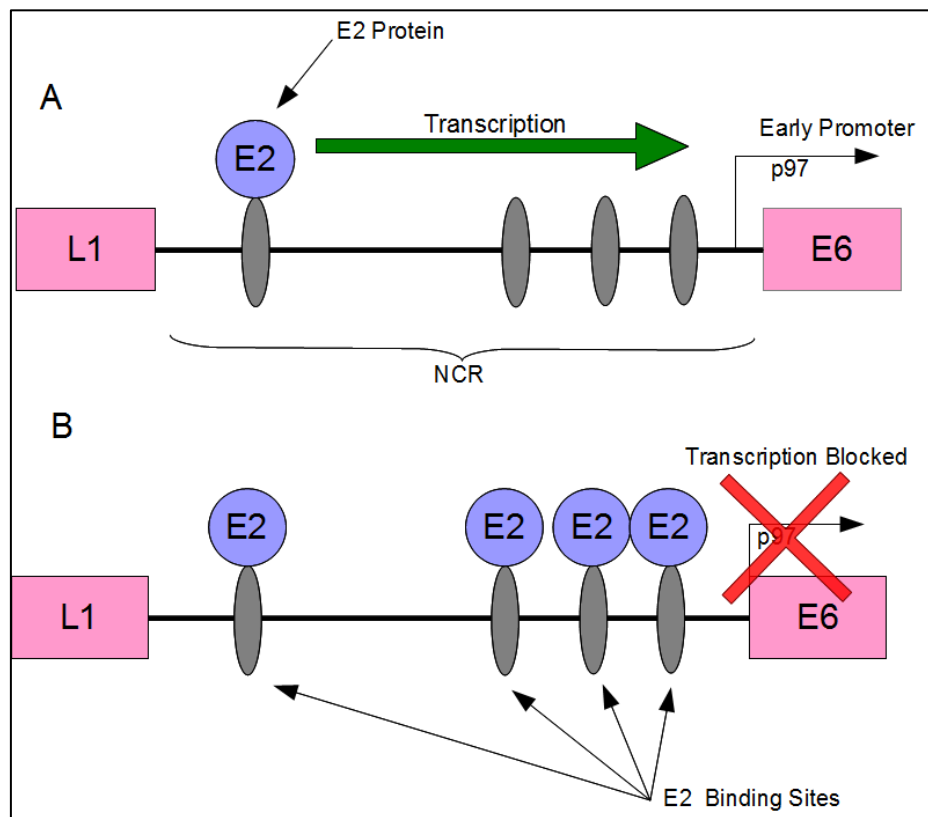 E2 Protein
A
Transcription
Early Promoter
p97
E2
L1
E6
NCR
B
Transcription Blocked
E2
E2
E2
E2
p97
L1
E6
E2 Binding Sites